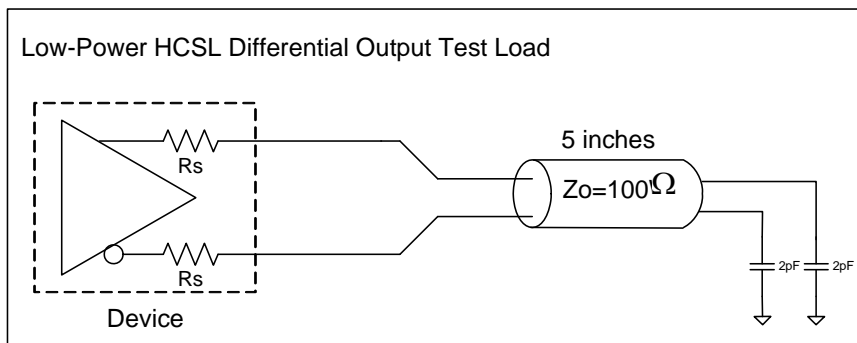 Low-Power HCSL Differential Output Test Load
Rs
5 inches
Zo=100Ω
2pF 2pF
Rs
Device